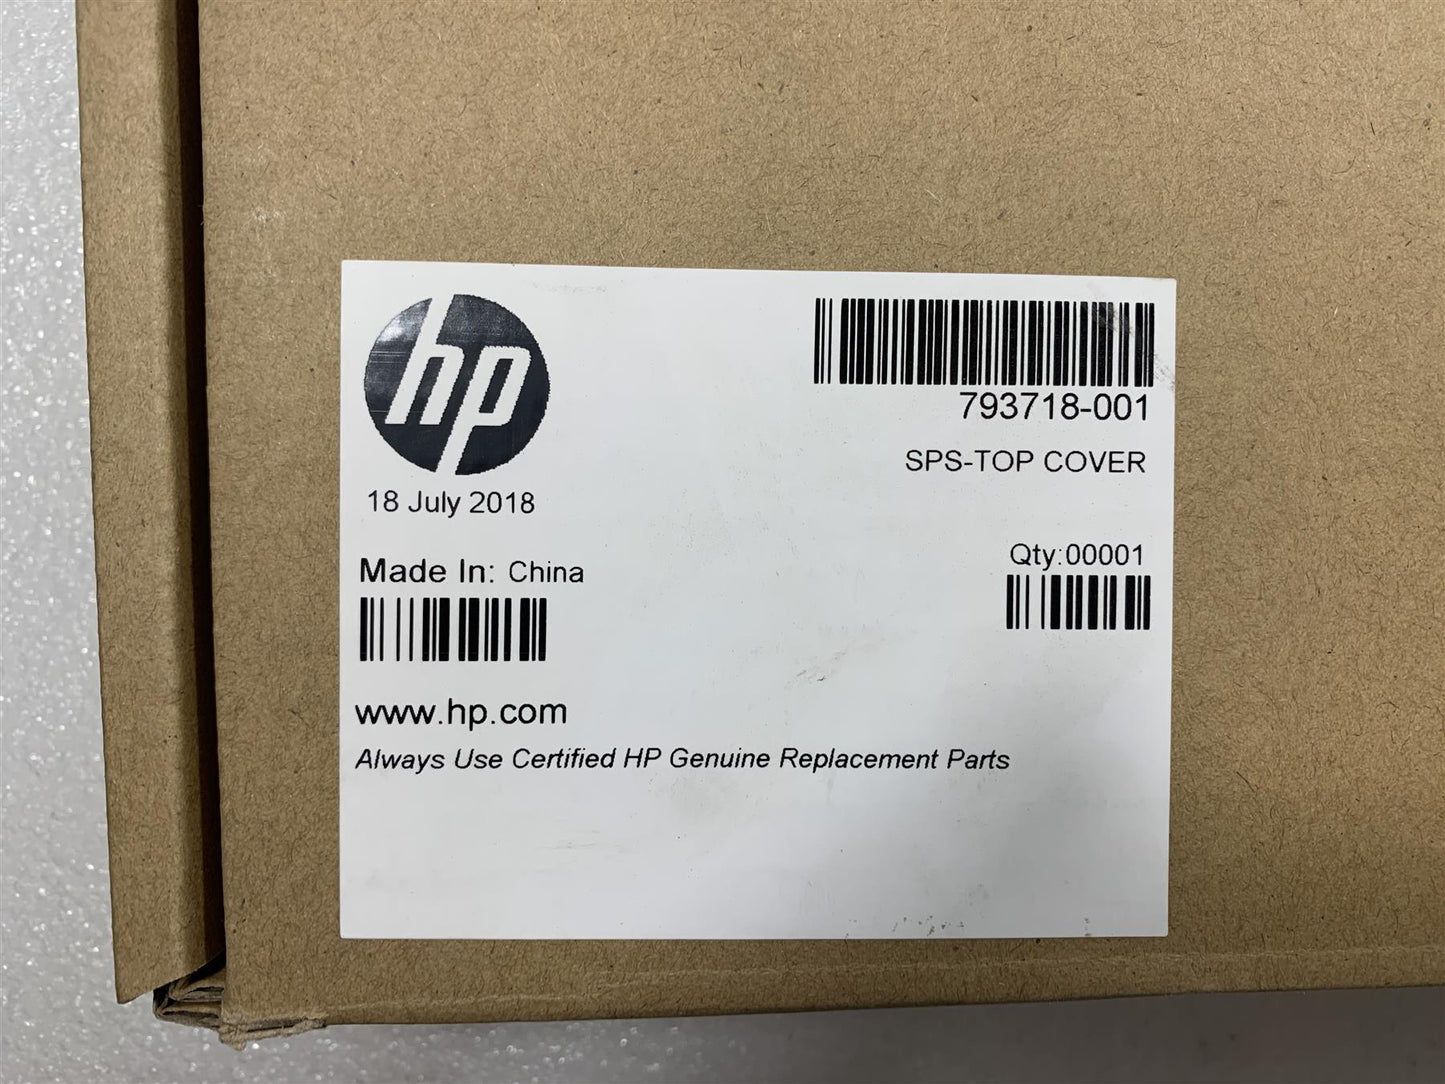 hp
793718-001
SPS-TOP COVER
18 July 2018
Qty:00001
Made In: China
www.hp.com
Always Use Certified HP Genuine Replacement Parts